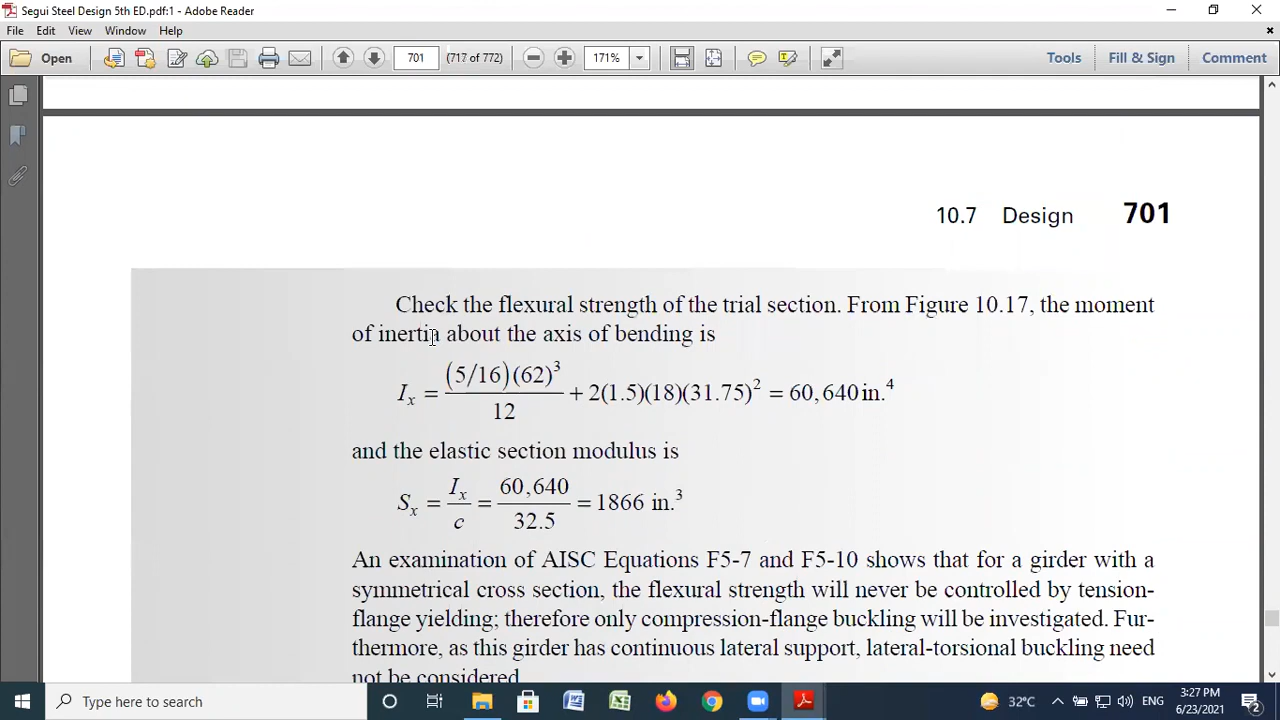 Segui Steel Design 5th ED.pdf:1 - Adobe Reader
File Edit View Window Help
Open 701 (717 of 772) 171% Tools Fill & Sign Comment
10.7 Design 701
Check the flexural strength of the trial section. From Figure 10.17, the moment
of inertia about the axis of bending is
Iₓ = (5/16)(62)³/12 + 2(1.5)(18)(31.75)² = 60,640 in.⁴
and the elastic section modulus is
Sₓ = Iₓ/c = 60,640/32.5 = 1866 in.³
An examination of AISC Equations F5-7 and F5-10 shows that for a girder with a
symmetrical cross section, the flexural strength will never be controlled by tension-
flange yielding; therefore only compression-flange buckling will be investigated. Fur-
thermore, as this girder has continuous lateral support, lateral-torsional buckling need
not be considered
Type here to search 32°C ENG 3:27 PM
6/23/2021 2